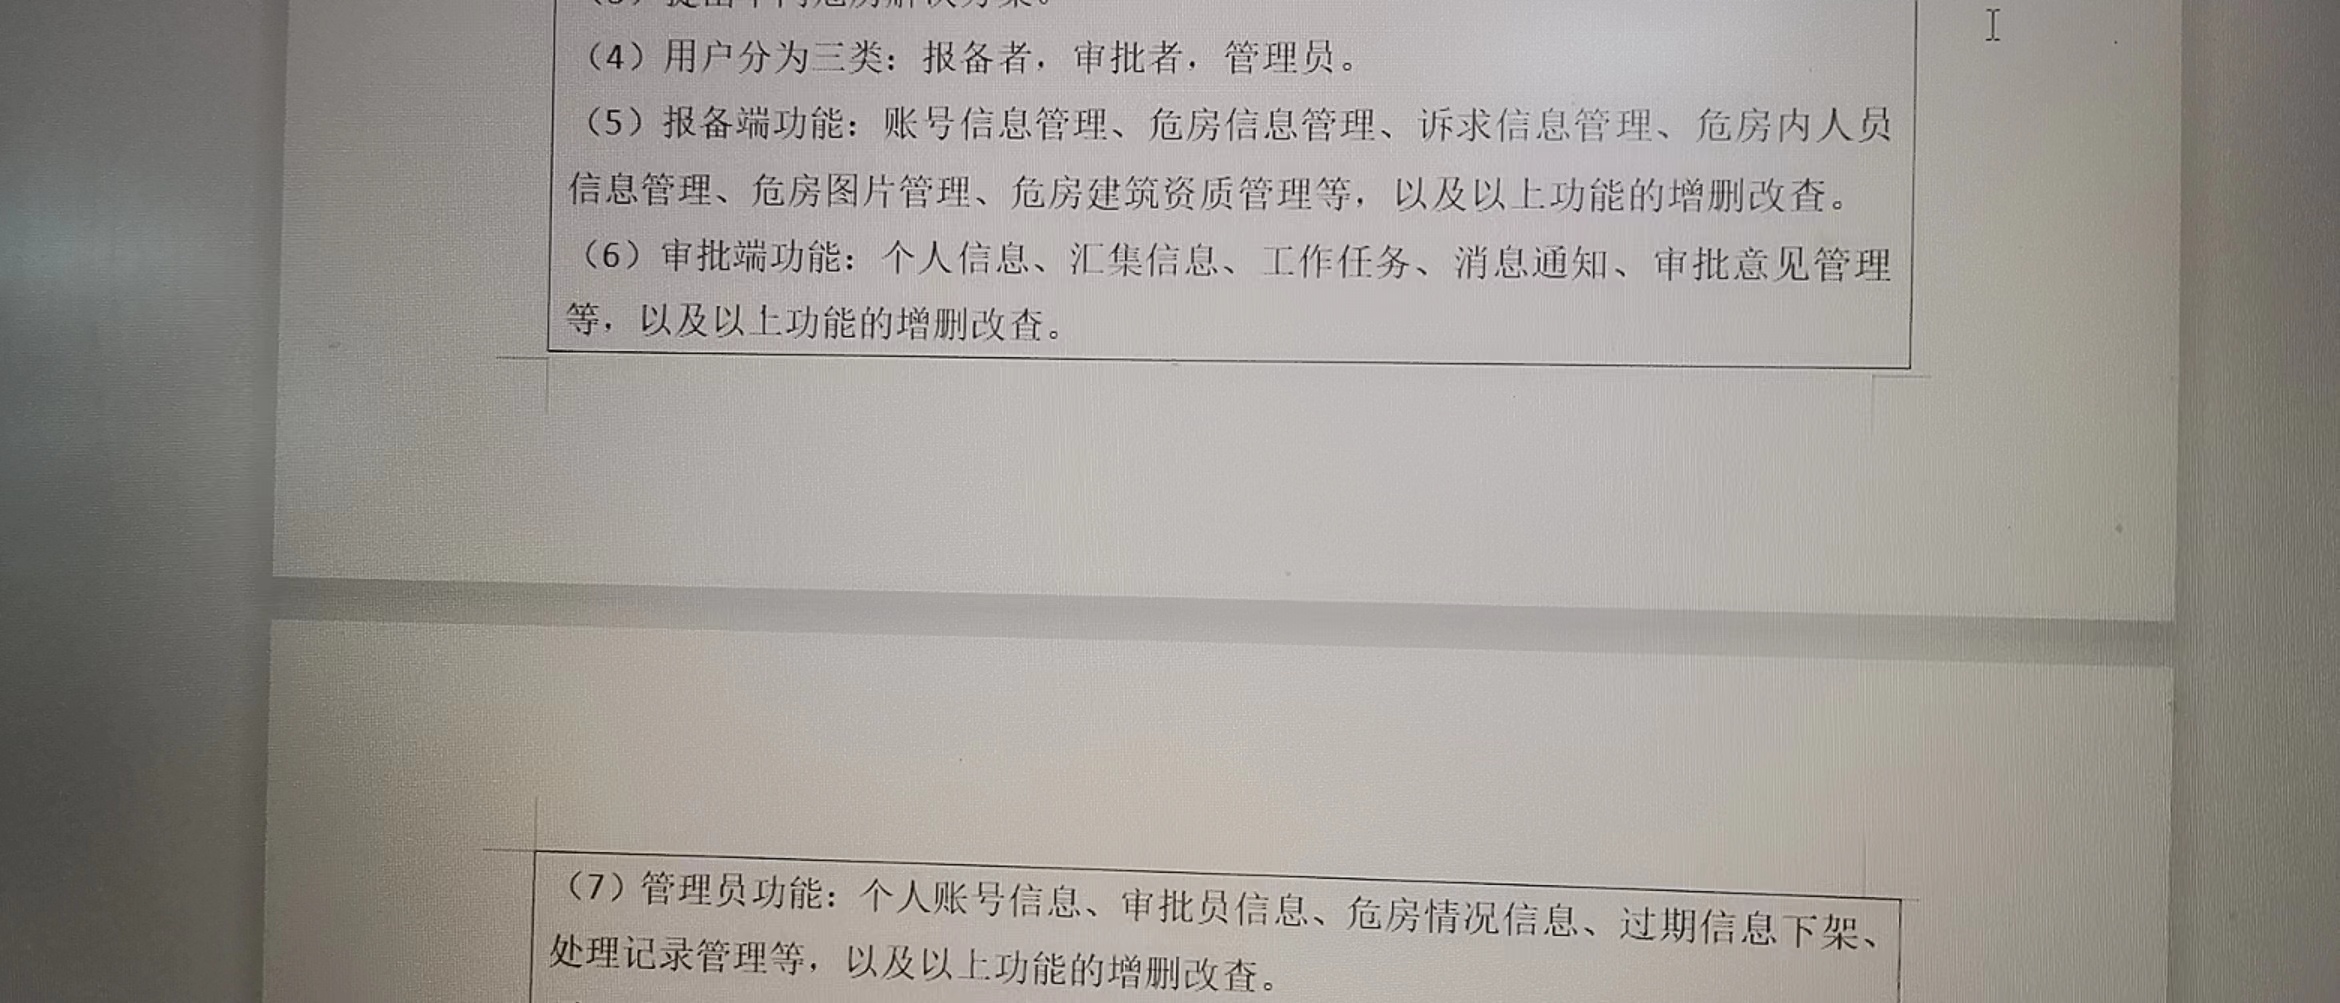 （4）用户分为三类：报备者，审批者，管理员。
（5）报备端功能：账号信息管理、危房信息管理、诉求信息管理、危房内人员
信息管理、危房图片管理、危房建筑资质管理等，以及以上功能的增删改查。
（6）审批端功能：个人信息、汇集信息、工作任务、消息通知、审批意见管理
等，以及以上功能的增删改查。
（7）管理员功能：个人账号信息、审批员信息、危房情况信息、过期信息下架、
处理记录管理等，以及以上功能的增删改查。